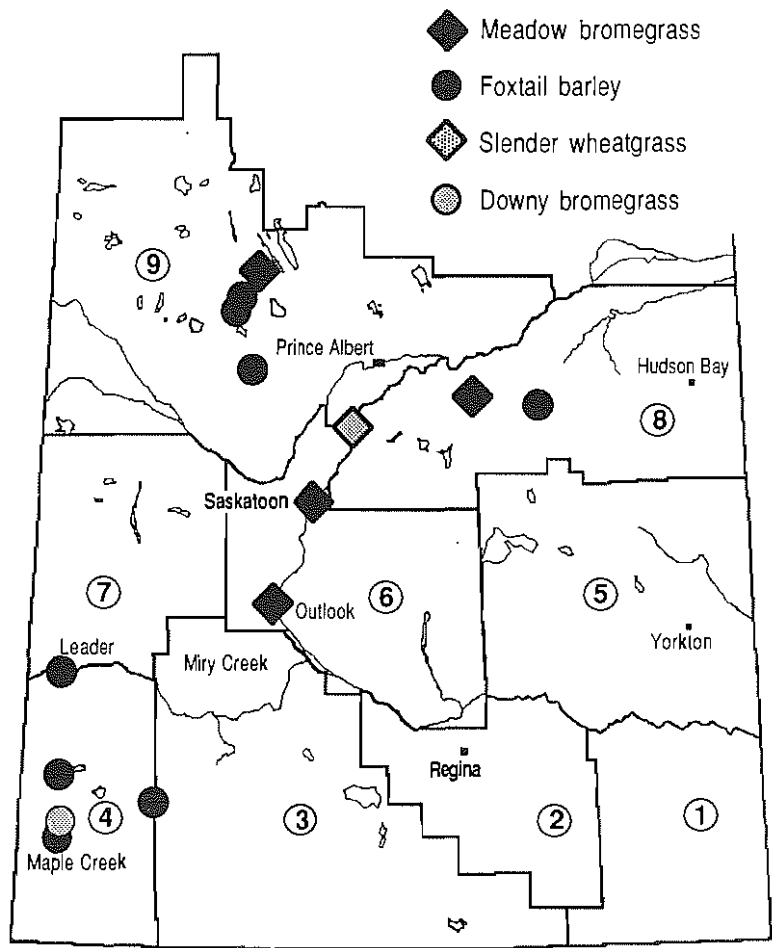 Meadow bromegrass
Foxtail barley
Slender wheatgrass
Downy bromegrass
9
Prince Albert
Hudson Bay
8
Saskatoon
7
6
5
Outlook
Leader
Miry Creek
Yorkton
Regina
4
3
2
1
Maple Creek